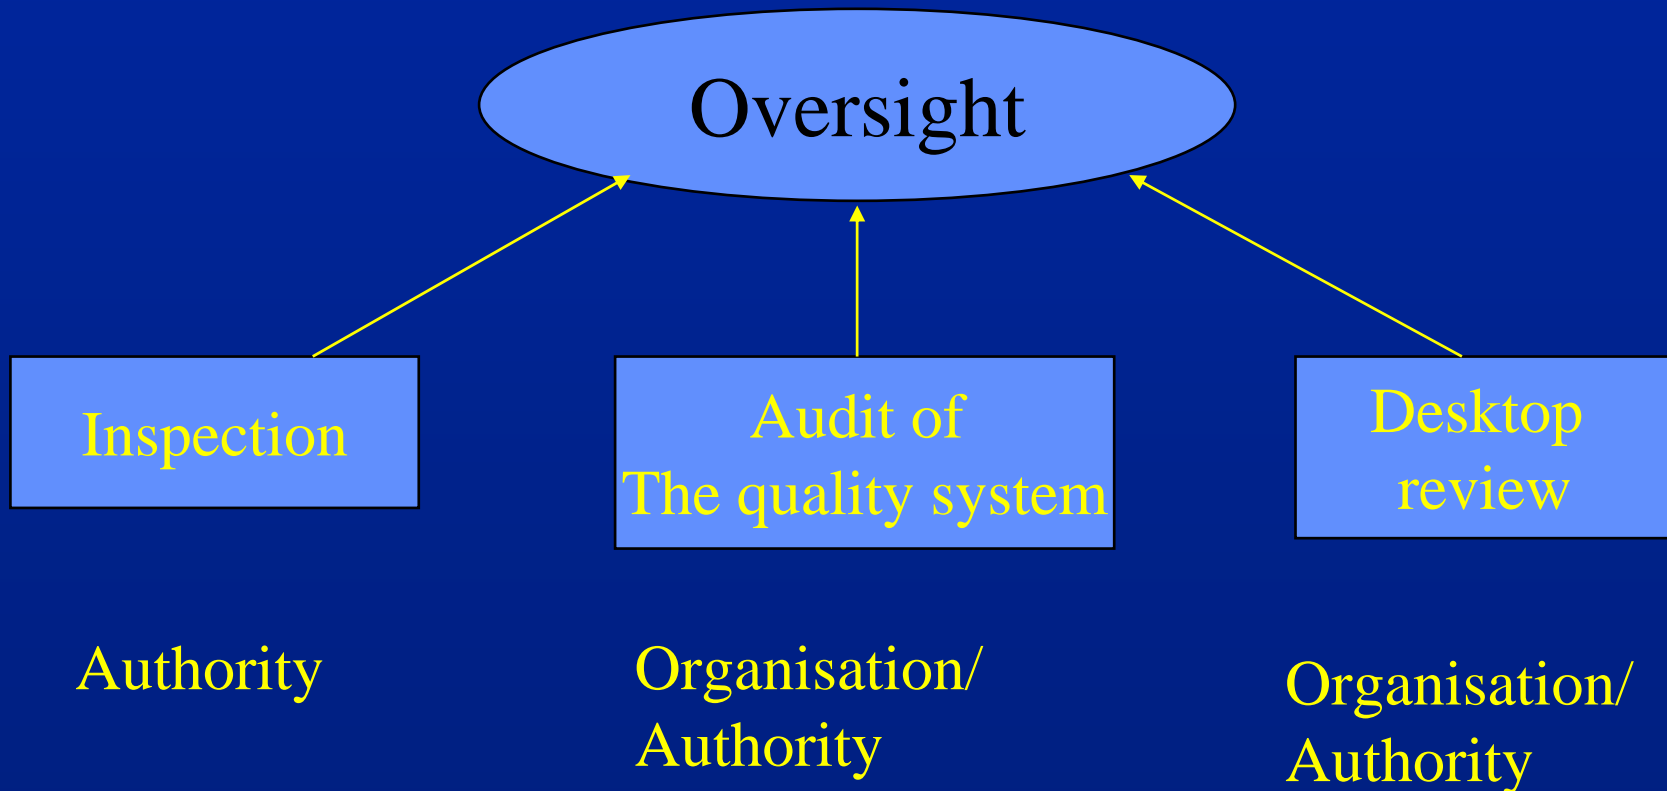 Oversight
Inspection
Audit of
The quality system
Desktop
review
Authority
Organisation/
Authority
Organisation/
Authority